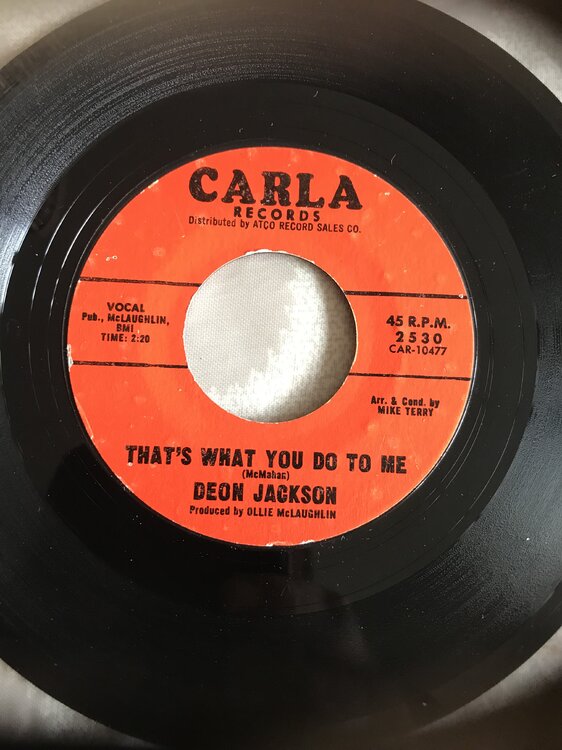 CARLA
RECORDS
Distributed by ATCO RECORD SALES CO.
VOCAL
Pub., McLAUGHLIN,
BMI
TIME: 2:20
45 R.P.M.
2530
CAR-10477
Arr. & Cond. by
MIKE TERRY
THAT'S WHAT YOU DO TO ME
(McMahan)
DEON JACKSON
Produced by OLLIE McLAUGHLIN